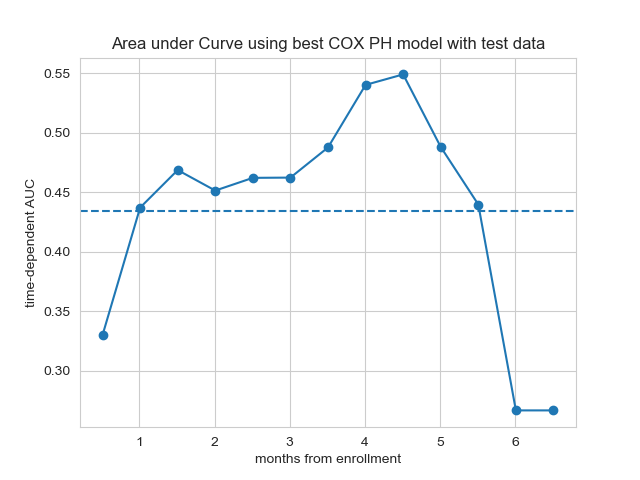 Area under Curve using best COX PH model with test data
time-dependent AUC
0.55
0.50
0.45
0.40
0.35
0.30
1 2 3 4 5 6
months from enrollment